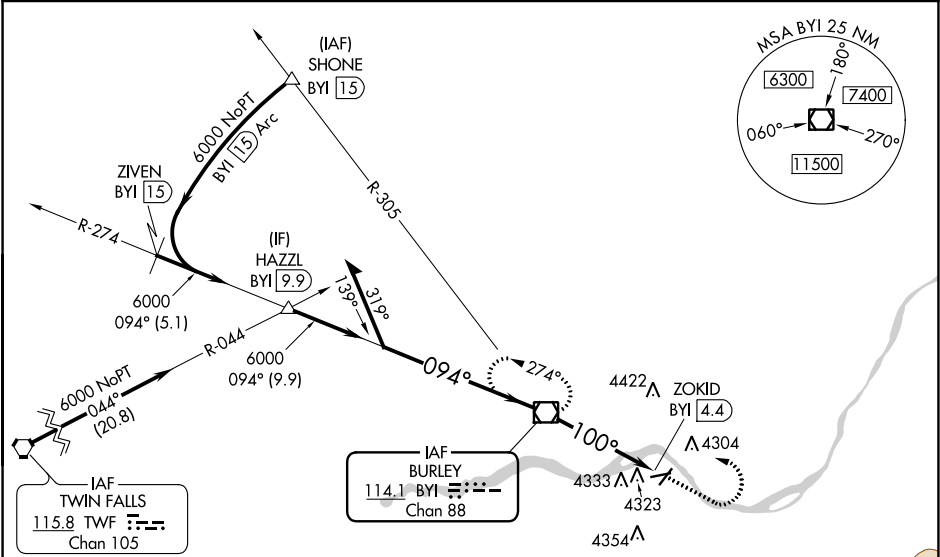 MSA BYI 25 NM
180°
6300
7400
060°
270°
11500
(IAF)
SHONE
BYI 15
6000 NoPT
BYI 15 Arc
ZIVEN
BYI 15
R-305
R-274
(IF)
HAZZL
BYI 9.9
6000
094° (5.1)
139°
319°
R-044
6000
094° (9.9)
6000 NoPT
044°
(20.8)
094°
274°
4422
ZOKID
BYI 4.4
100°
4304
4333
4323
4354
IAF
TWIN FALLS
115.8 TWF
Chan 105
IAF
BURLEY
114.1 BYI
Chan 88